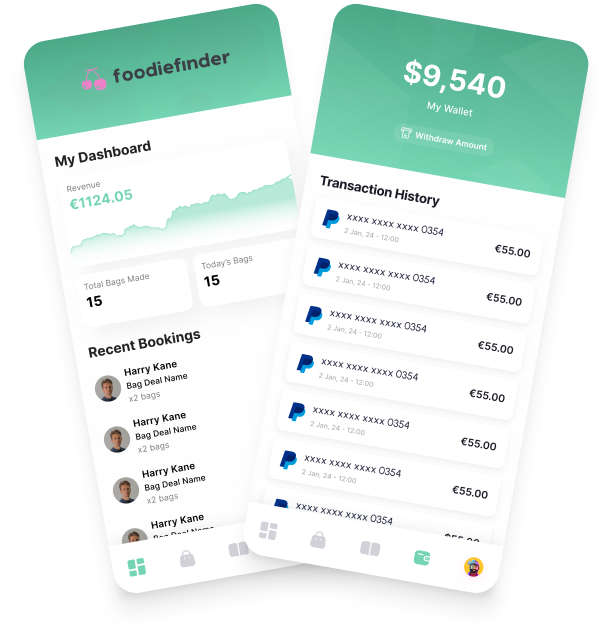 foodiefinder
My Dashboard
Revenue
€1124.05
Total Bags Made
15
Today's Bags
15
Recent Bookings
Harry Kane
Bag Deal Name
x2 bags
Harry Kane
Bag Deal Name
x2 bags
Harry Kane
Bag Deal Name
x2 bags
Harry Kane
Bag Deal Name
$9,540
My Wallet
Withdraw Amount
Transaction History
xxxx xxxx xxxx 0354
2 Jan, 24 - 12:00
€55.00
xxxx xxxx xxxx 0354
2 Jan, 24 - 12:00
€55.00
xxxx xxxx xxxx 0354
2 Jan, 24 - 12:00
€55.00
xxxx xxxx xxxx 0354
2 Jan, 24 - 12:00
€55.00
xxxx xxxx xxxx 0354
2 Jan, 24 - 12:00
€55.00
xxxx xxxx xxxx 0354
2 Jan, 24 - 12:00
€55.00
xxxx xxxx xxxx 0354
€55.00